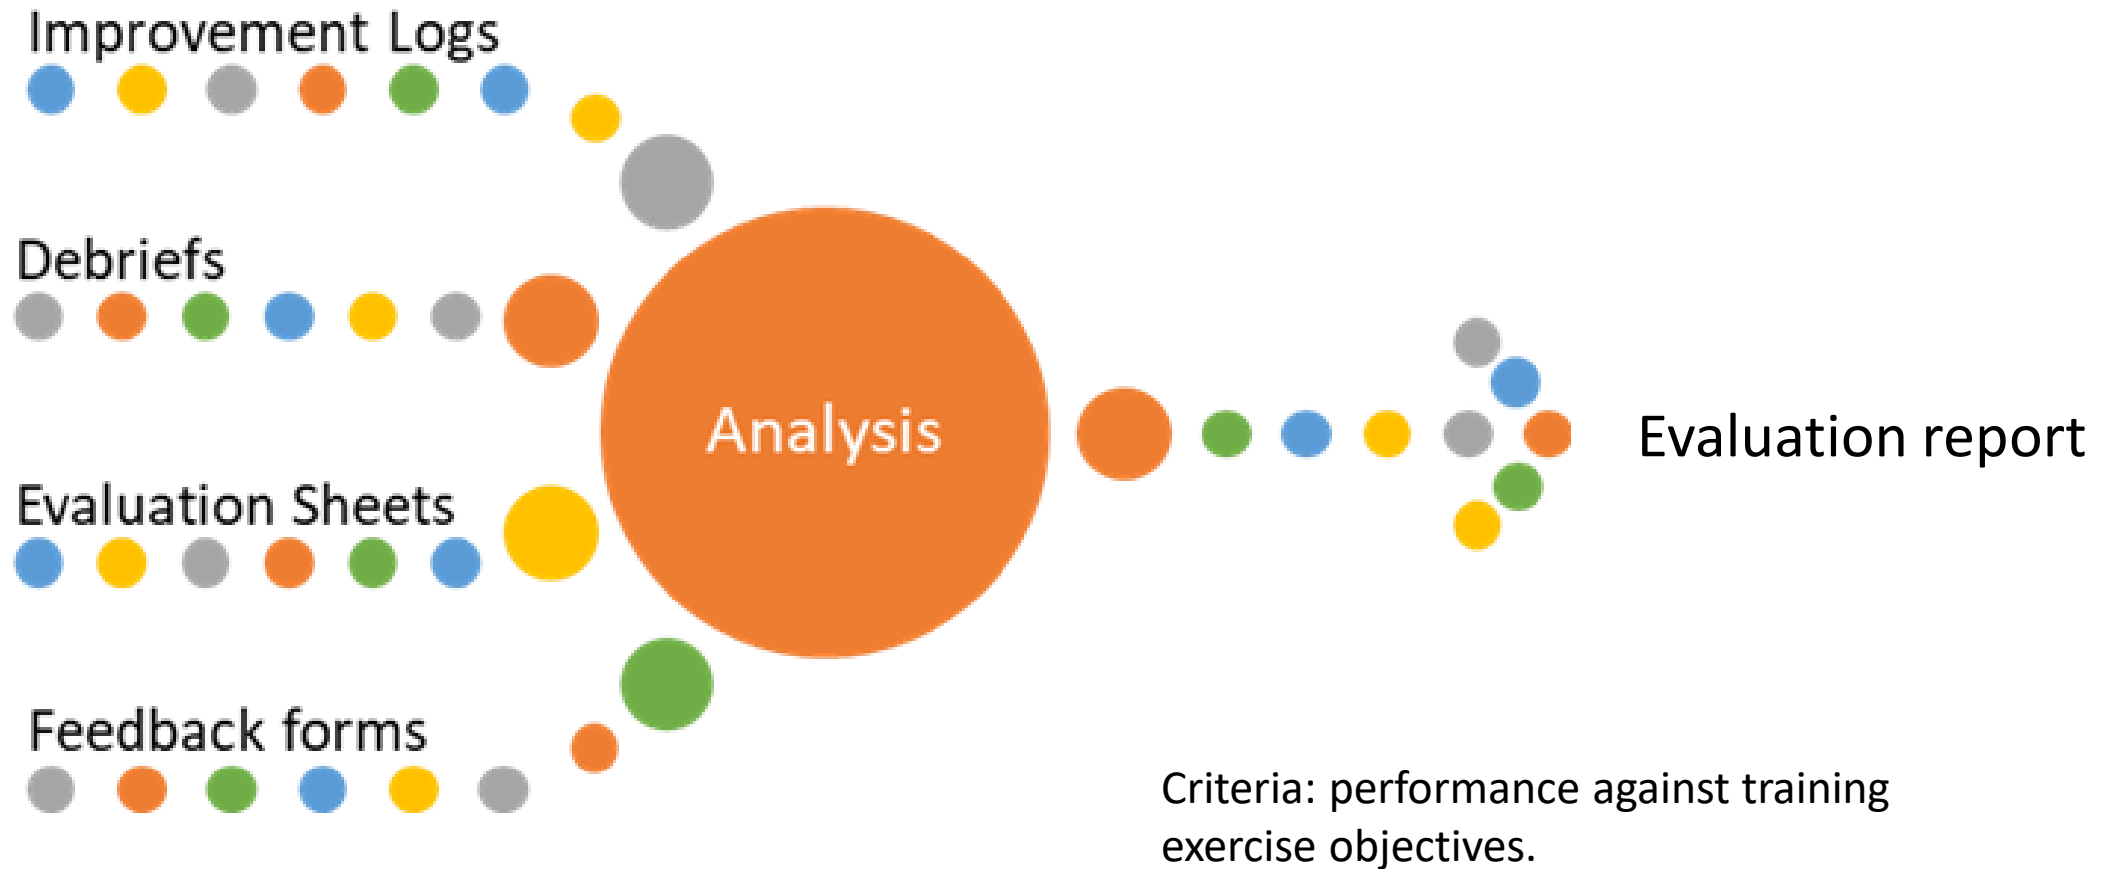 Improvement Logs
Debriefs
Evaluation Sheets
Feedback forms
Analysis
Evaluation report
Criteria: performance against training
exercise objectives.